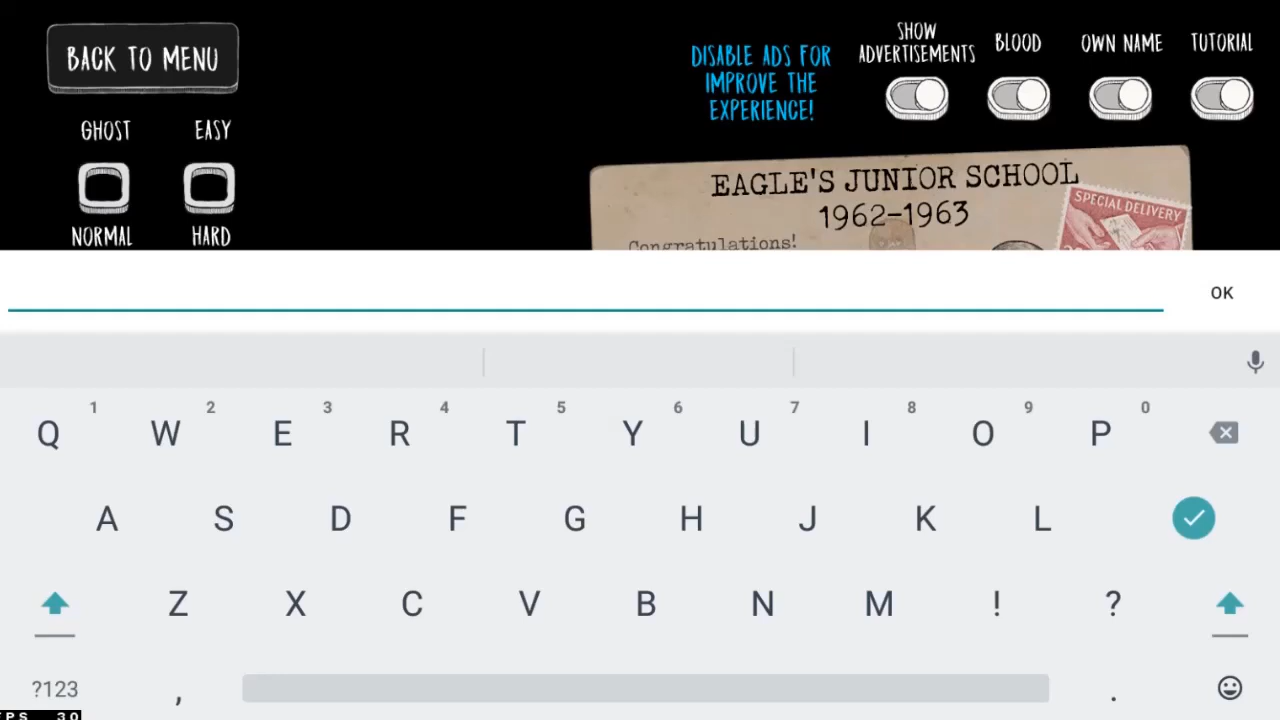 BACK TO MENU
GHOST EASY
NORMAL HARD
DISABLE ADS FOR
IMPROVE THE
EXPERIENCE!
SHOW
ADVERTISEMENTS
BLOOD
OWN NAME
TUTORIAL
EAGLE'S JUNIOR SCHOOL
1962-1963
SPECIAL DELIVERY
Congratulations!
OK
1 2 3 4 5 6 7 8 9 0
Q W E R T Y U I O P
A S D F G H J K L
Z X C V B N M ! ?
?123 , .
FPS 30